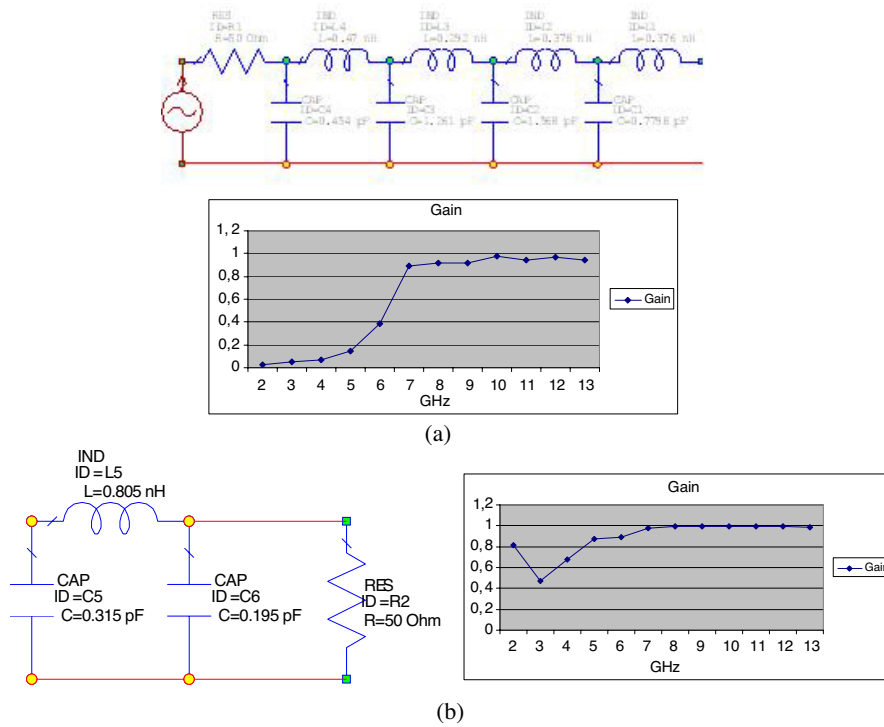 RES
ID=R1
R=50 Ohm
IND
ID=L4
L=0.47 nH
IND
ID=L3
L=0.292 nH
IND
L=0.378 nH
IND
L=0.376 nH
CAP
ID=C4
C=0.454 pF
CAP
ID=C3
C=1.261 pF
CAP
ID=C2
C=1.368 pF
CAP
ID=C1
C=0.7798 pF
Gain
1,2
1
0,8
0,6
0,4
0,2
0
2 3 4 5 6 7 8 9 10 11 12 13
GHz
Gain
(a)
IND
ID=L5
L=0.805 nH
CAP
ID=C5
C=0.315 pF
CAP
ID=C6
C=0.195 pF
RES
ID=R2
R=50 Ohm
Gain
1,2
1
0,8
0,6
0,4
0,2
0
2 3 4 5 6 7 8 9 10 11 12 13
GHz
Gain
(b)